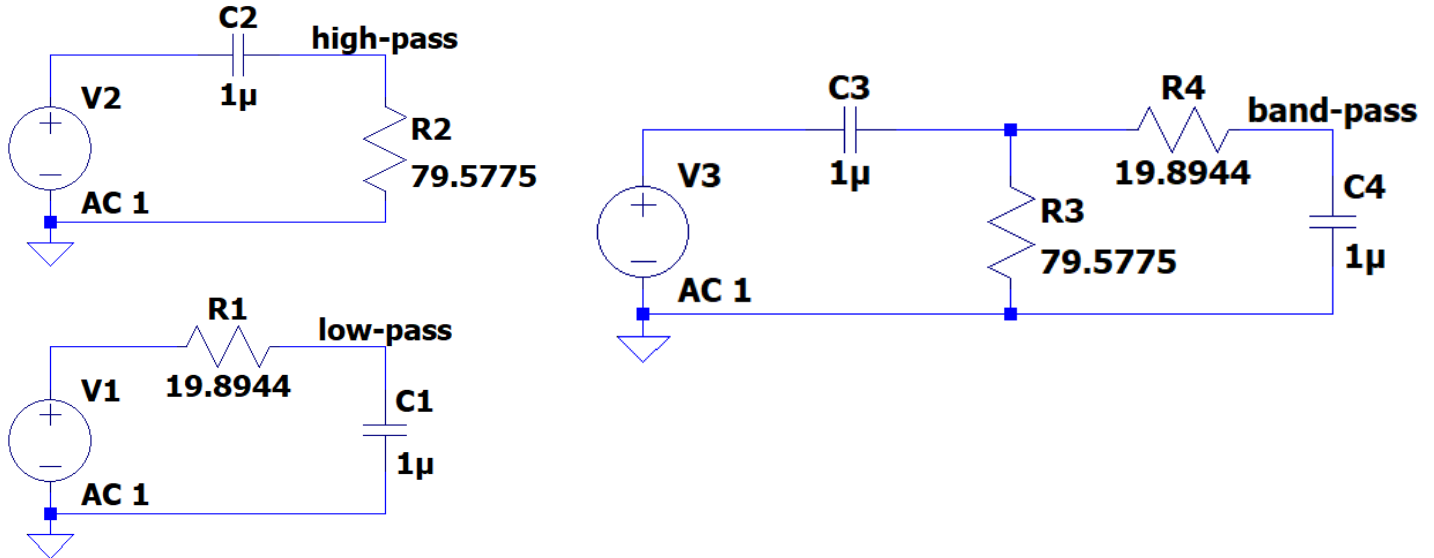 C2
high-pass
1µ
V2
R2
79.5775
AC 1
R1
low-pass
19.8944
V1
C1
1µ
AC 1
C3
R4
band-pass
1µ
19.8944
V3
C4
R3
1µ
79.5775
AC 1